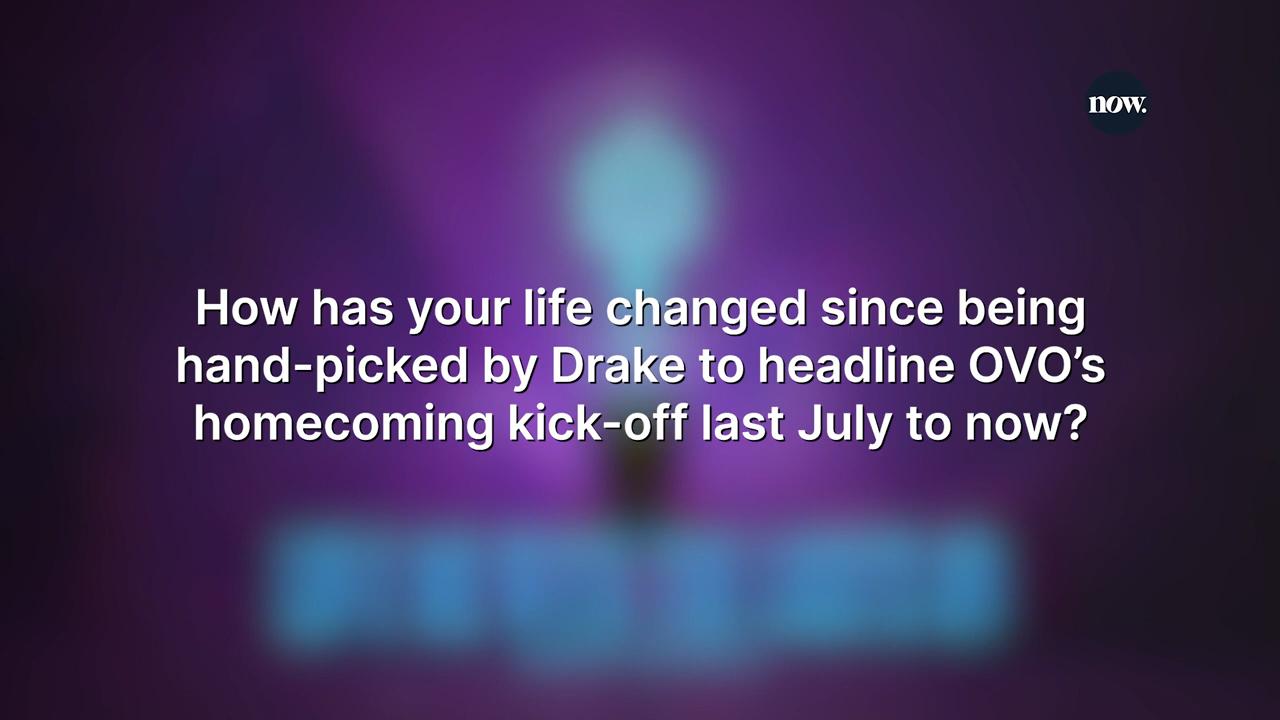 now.
How has your life changed since being
hand-picked by Drake to headline OVO’s
homecoming kick-off last July to now?